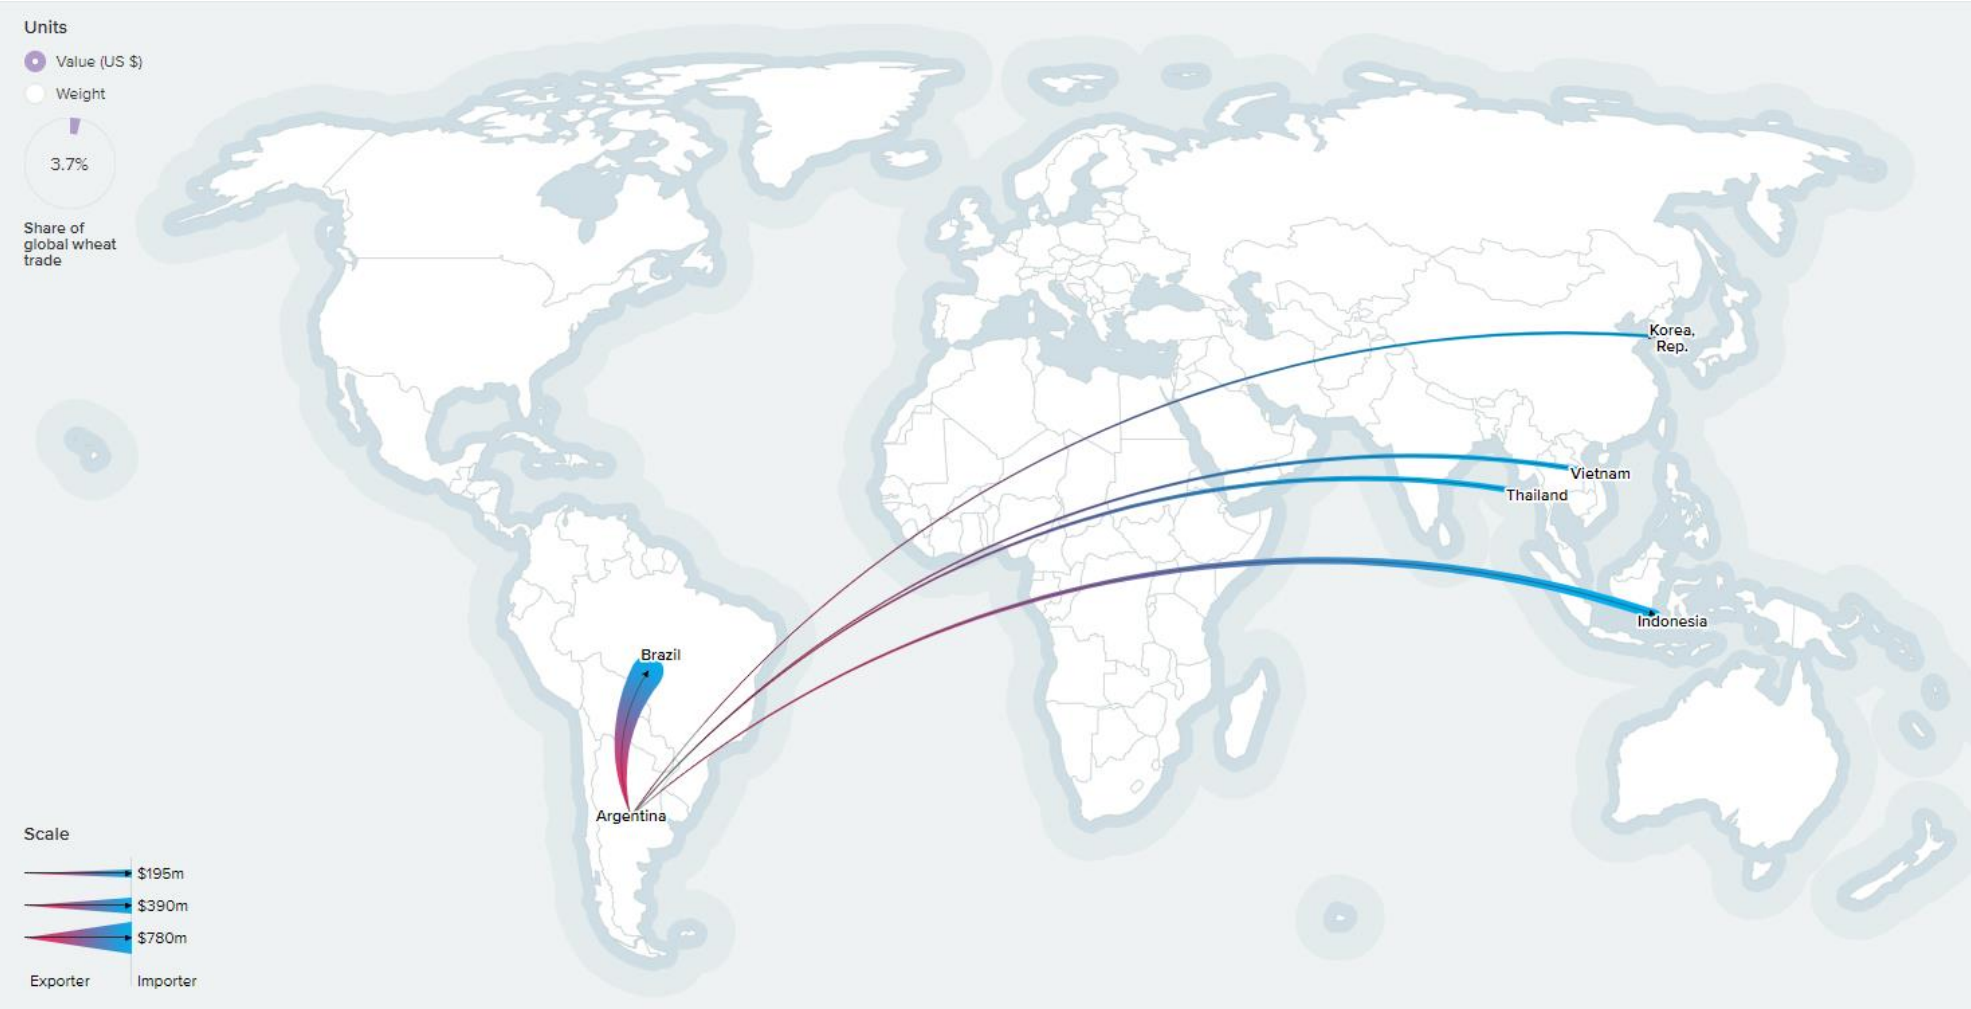 Units
Value (US $)
Weight
3.7%
Share of
global wheat
trade
Korea,
Rep.
Vietnam
Thailand
Indonesia
Brazil
Argentina
Scale
$195m
$390m
$780m
Exporter
Importer